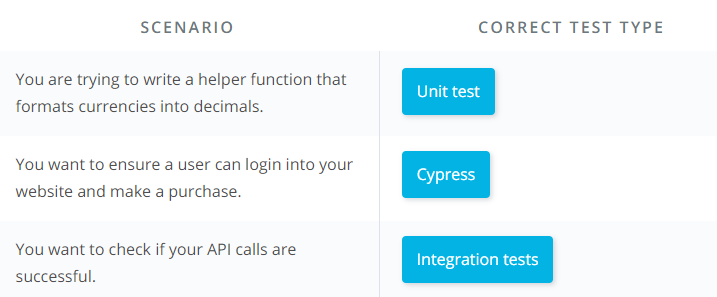 SCENARIO
CORRECT TEST TYPE
You are trying to write a helper function that
formats currencies into decimals.
Unit test
You want to ensure a user can login into your
website and make a purchase.
Cypress
You want to check if your API calls are
successful.
Integration tests